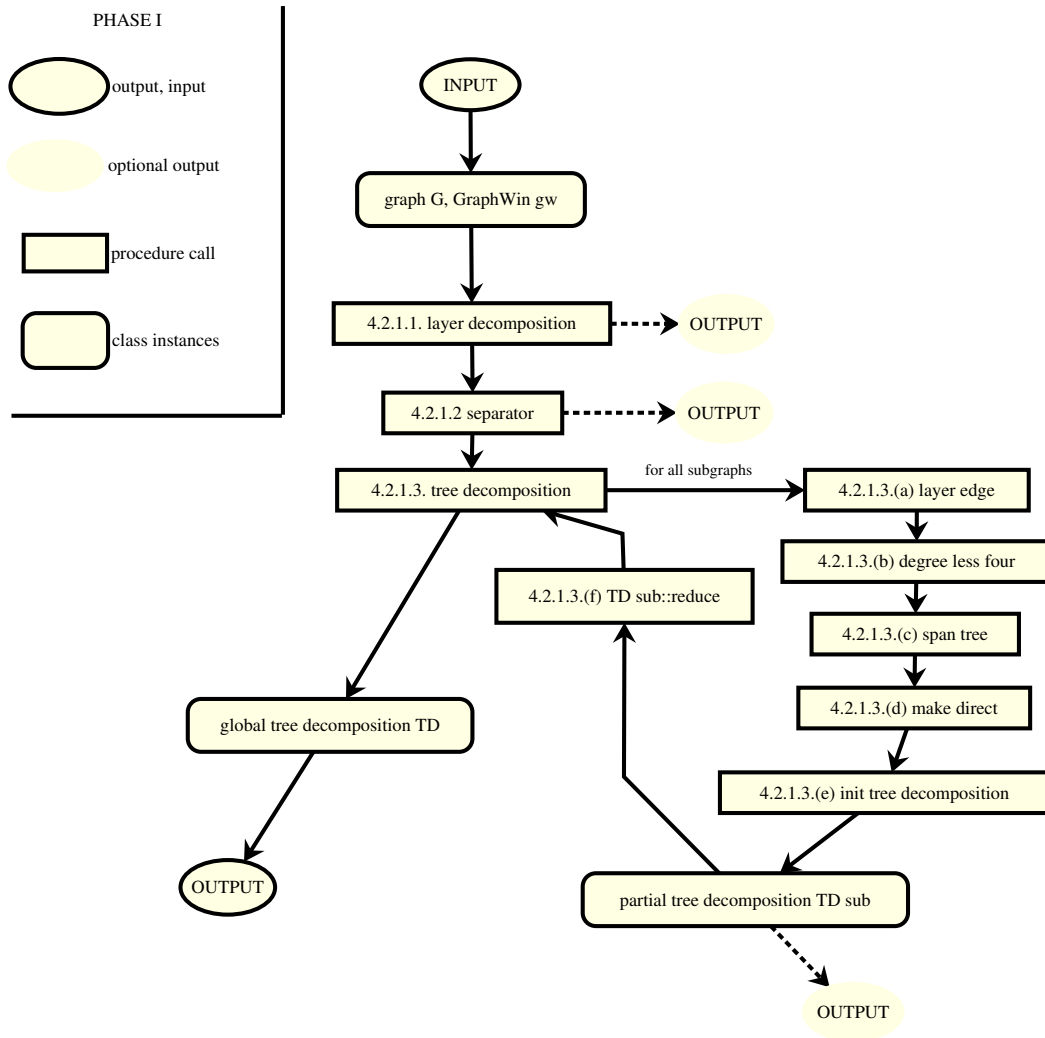 PHASE I
output, input
optional output
procedure call
class instances
INPUT
graph G, GraphWin gw
4.2.1.1. layer decomposition
OUTPUT
4.2.1.2 separator
OUTPUT
4.2.1.3. tree decomposition
for all subgraphs
4.2.1.3.(a) layer edge
4.2.1.3.(b) degree less four
4.2.1.3.(f) TD sub::reduce
4.2.1.3.(c) span tree
4.2.1.3.(d) make direct
global tree decomposition TD
4.2.1.3.(e) init tree decomposition
OUTPUT
partial tree decomposition TD sub
OUTPUT